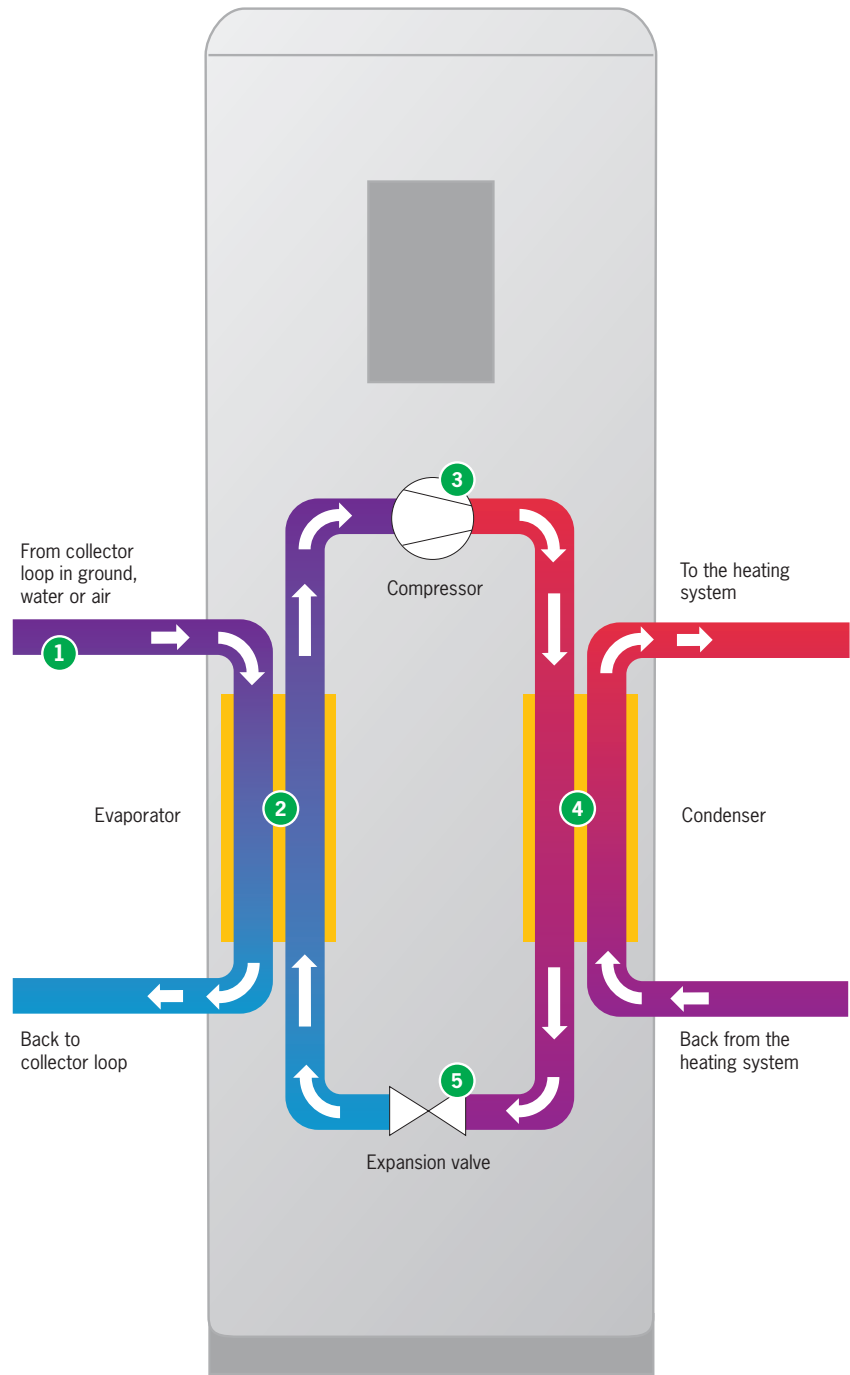 3
Compressor
From collector
loop in ground,
water or air
1
To the heating
system
Evaporator
2
4
Condenser
Back to
collector loop
Back from the
heating system
5
Expansion valve